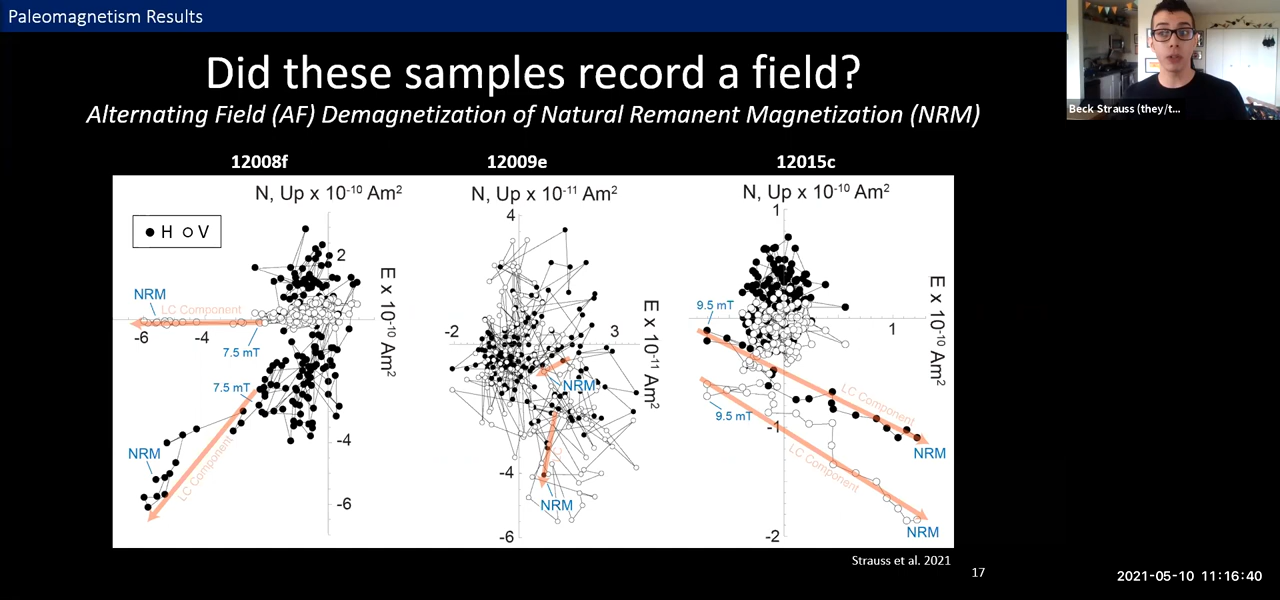 Paleomagnetism Results
Did these samples record a field?
Alternating Field (AF) Demagnetization of Natural Remanent Magnetization (NRM)
Beck Strauss (they/t...
12008f
12009e
12015c
N, Up x 10⁻¹⁰ Am²
H V
2
-4
-6
-6
-4
E x 10⁻¹⁰ Am²
NRM
LC Component
7.5 mT
7.5 mT
NRM
LC Component
N, Up x 10⁻¹¹ Am²
4
-2
3
-4
-6
E x 10⁻¹¹ Am²
NRM
NRM
N, Up x 10⁻¹⁰ Am²
1
1
-1
-2
E x 10⁻¹⁰ Am²
9.5 mT
LC Component
NRM
9.5 mT
LC Component
NRM
Strauss et al. 2021
17
2021-05-10 11:16:40